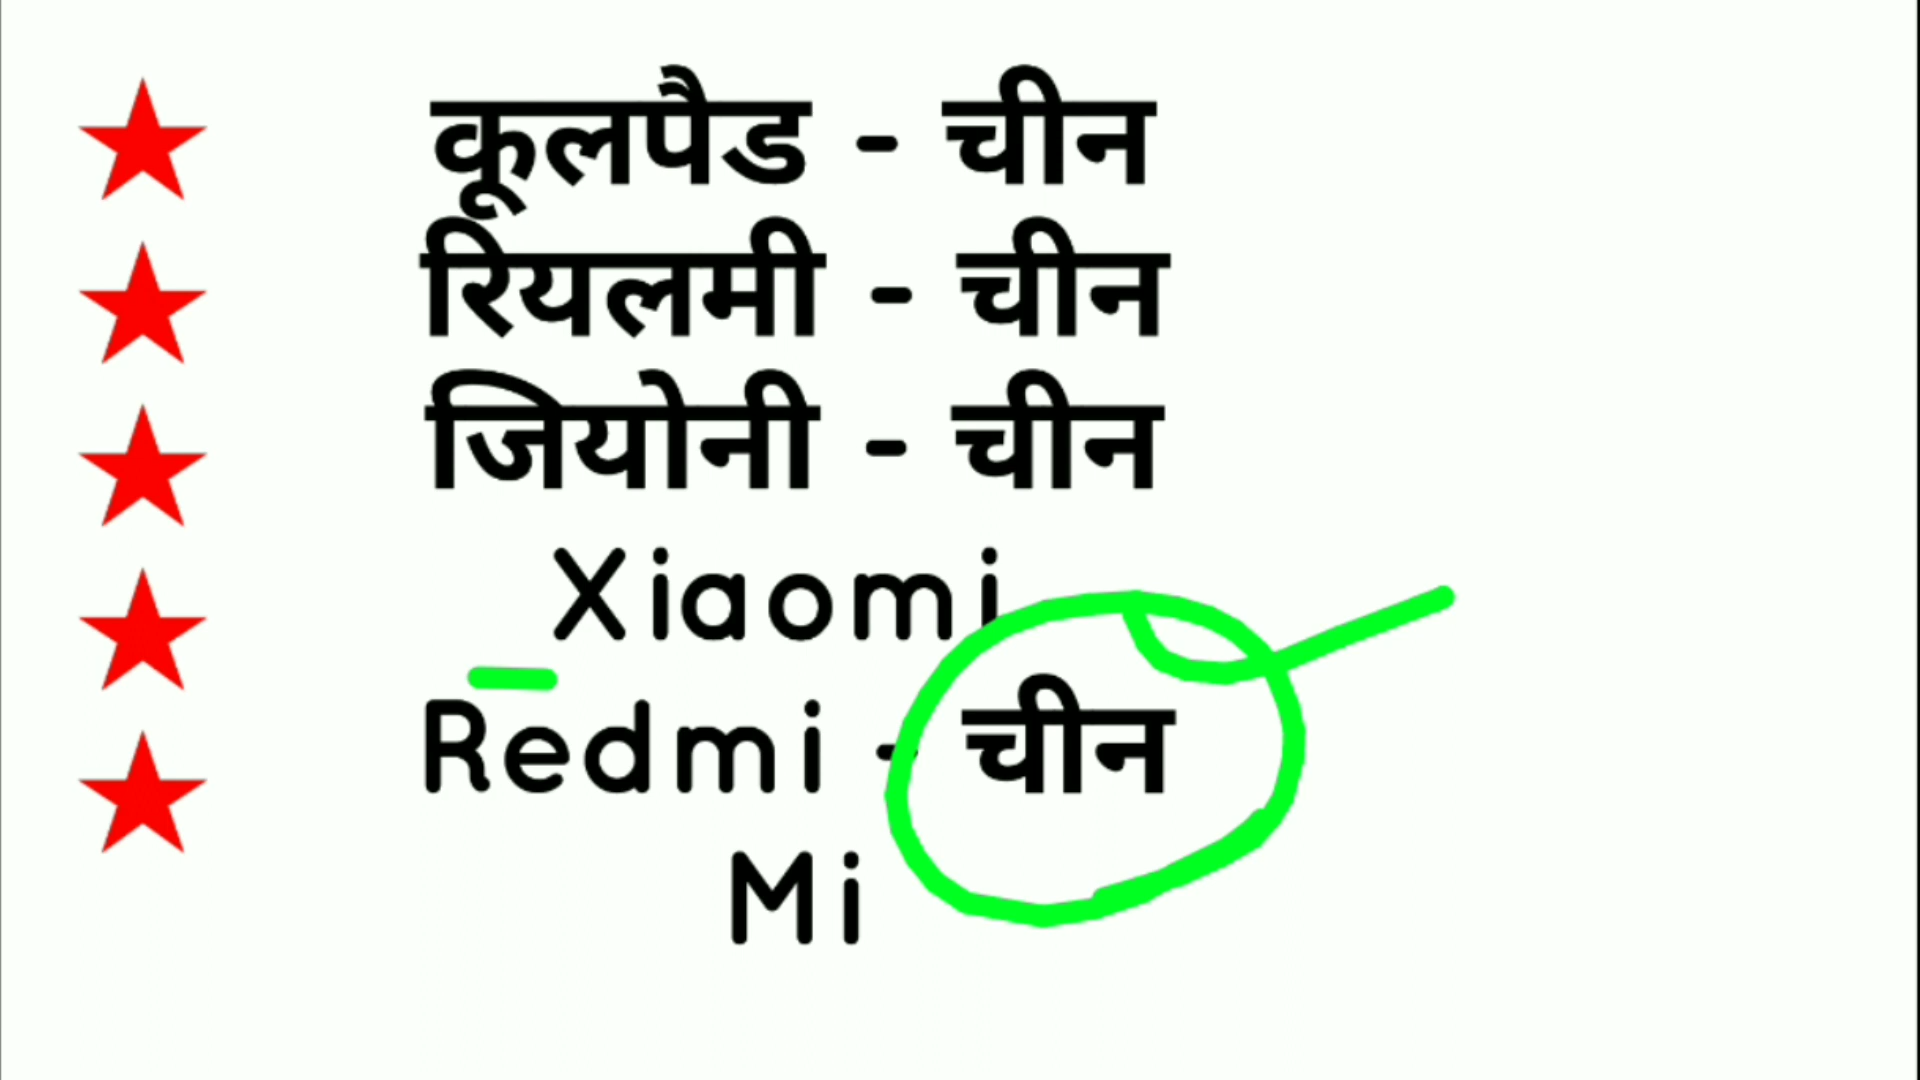 कूलपैड - चीन
रियलमी - चीन
जियोनी - चीन
Xiaomi
Redmi - चीन
Mi